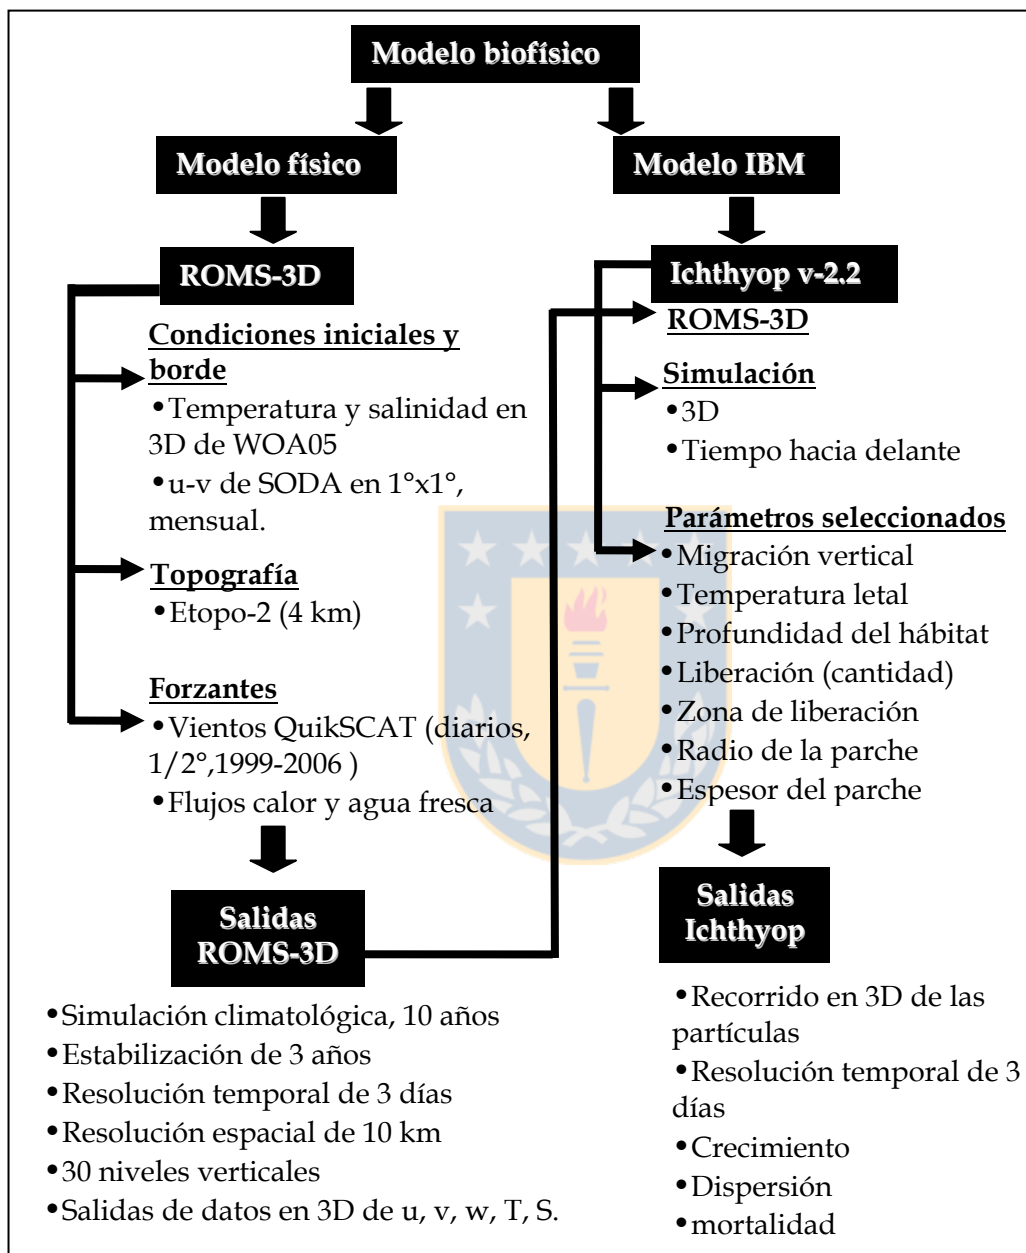 Modelo biofísico
Modelo físico
ROMS-3D
Condiciones iniciales y
borde
•Temperatura y salinidad en
3D de WOA05
•u-v de SODA en 1°x1°,
mensual.
Topografía
•Etopo-2 (4 km)
Forzantes
•Vientos QuikSCAT (diarios,
1/2°,1999-2006 )
•Flujos calor y agua fresca
Salidas
ROMS-3D
•Simulación climatológica, 10 años
•Estabilización de 3 años
•Resolución temporal de 3 días
•Resolución espacial de 10 km
•30 niveles verticales
•Salidas de datos en 3D de u, v, w, T, S.
Modelo IBM
Ichthyop v-2.2
ROMS-3D
Simulación
•3D
•Tiempo hacia delante
Parámetros seleccionados
•Migración vertical
•Temperatura letal
•Profundidad del hábitat
•Liberación (cantidad)
•Zona de liberación
•Radio de la parche
•Espesor del parche
Salidas
Ichthyop
•Recorrido en 3D de las
partículas
•Resolución temporal de 3
días
•Crecimiento
•Dispersión
•mortalidad